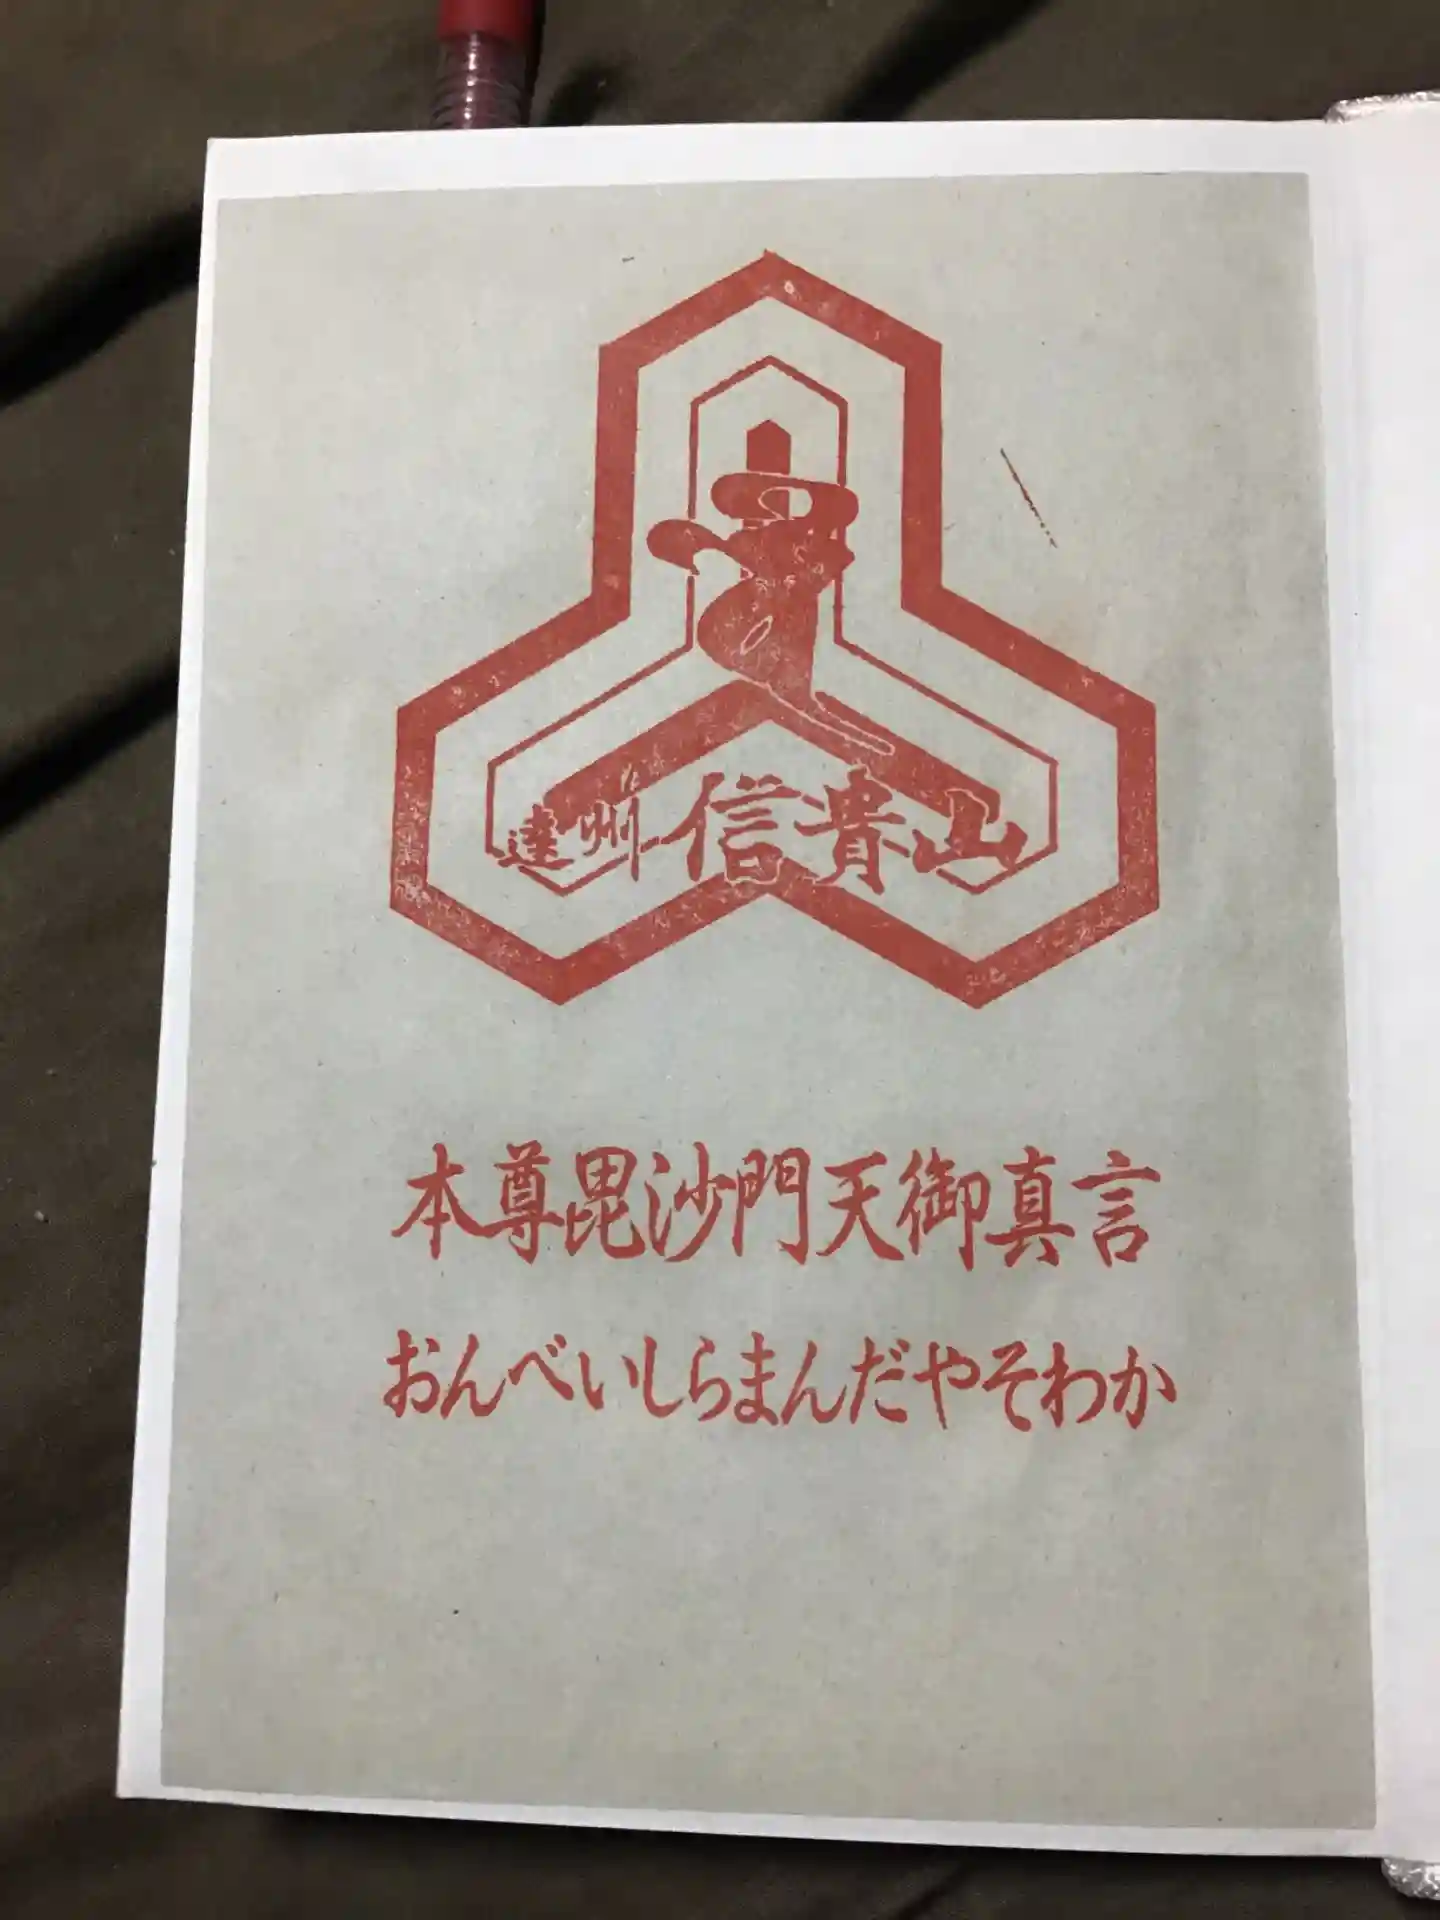 遠州信貴山
本尊毘沙門天御真言
おんべいしらまんだやそわか